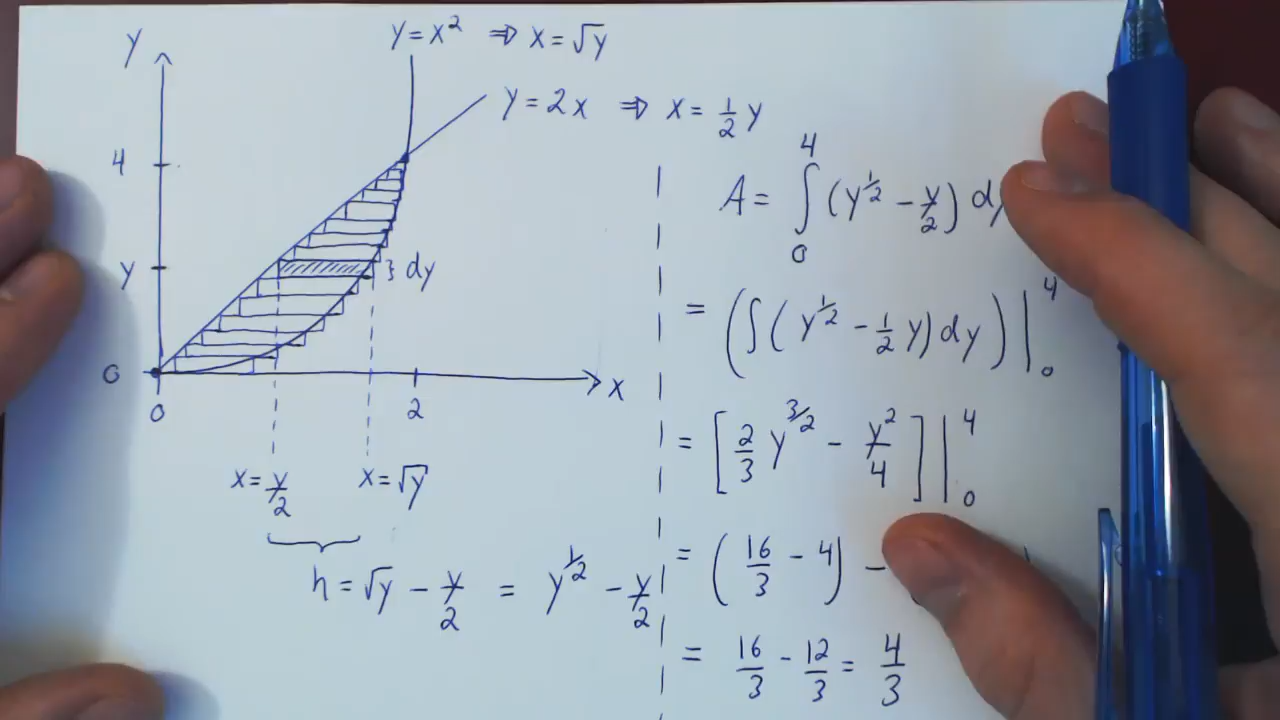 y = x² ⇒ x = √y
y = 2x ⇒ x = 1/2 y
y
4
y
0
} dy
x
0
2
x = y/2
x = √y
h = √y - y/2 = y^1/2 - y/2
A = ∫₀⁴ (y^1/2 - y/2) dy
= (∫ (y^1/2 - 1/2 y) dy) |₀⁴
= [2/3 y^3/2 - y²/4] |₀⁴
= (16/3 - 4) -
= 16/3 - 12/3 = 4/3